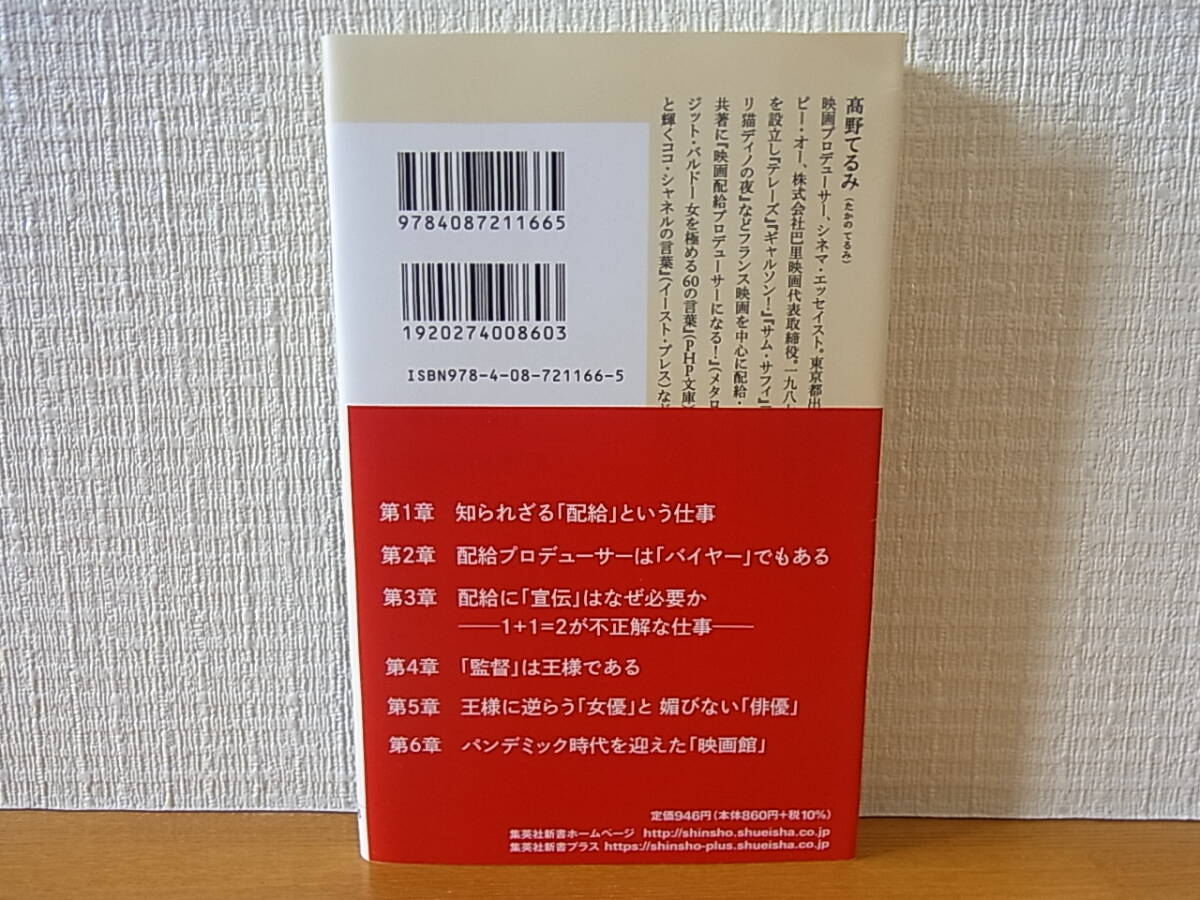 髙野てるみ(たかの てるみ)
映画プロデューサー、シネマ・エッセイスト。東京都出
ピー・オー、株式会社巴里映画代表取締役。一九八
を設立し『テレーズ』『ギャルソン!』『サム・サフィ』
リ猫ディノの夜』などフランス映画を中心に配給・
共著に『映画配給プロデューサーになる!』(メタロ
ジット・バルドー 女を極める60の言葉』(PHP文庫)
と輝くココ・シャネルの言葉』(イースト・プレス)など
9784087211665
1920274008603
ISBN978-4-08-721166-5
第1章 知られざる「配給」という仕事
第2章 配給プロデューサーは「バイヤー」でもある
第3章 配給に「宣伝」はなぜ必要か
――1+1=2が不正解な仕事――
第4章 「監督」は王様である
第5章 王様に逆らう「女優」と 媚びない「俳優」
第6章 パンデミック時代を迎えた「映画館」
定価946円(本体860円+税10%)
集英社新書ホームページ http://shinsho.shueisha.co.jp
集英社新書プラス https://shinsho-plus.shueisha.co.jp